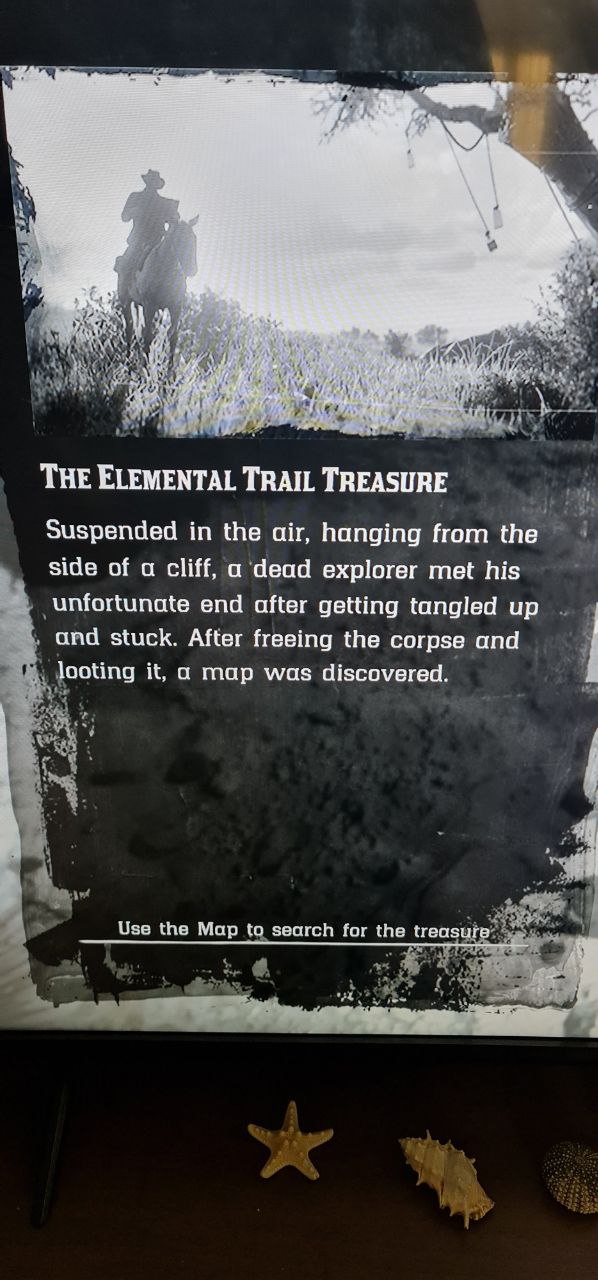 The Elemental Trail Treasure
Suspended in the air, hanging from the
side of a cliff, a dead explorer met his
unfortunate end after getting tangled up
and stuck. After freeing the corpse and
looting it, a map was discovered.
Use the Map to search for the treasure